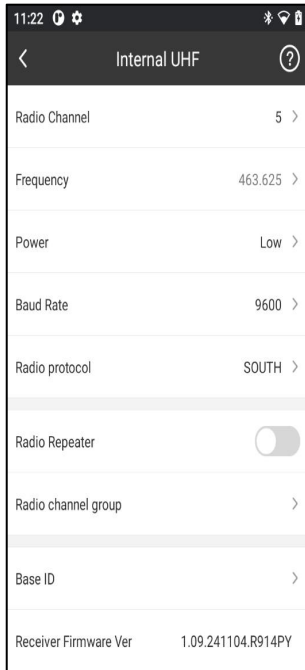 11:22
Internal UHF
?
Radio Channel 5
Frequency 463.625
Power Low
Baud Rate 9600
Radio protocol SOUTH
Radio Repeater
Radio channel group
Base ID
Receiver Firmware Ver 1.09.241104.R914PY